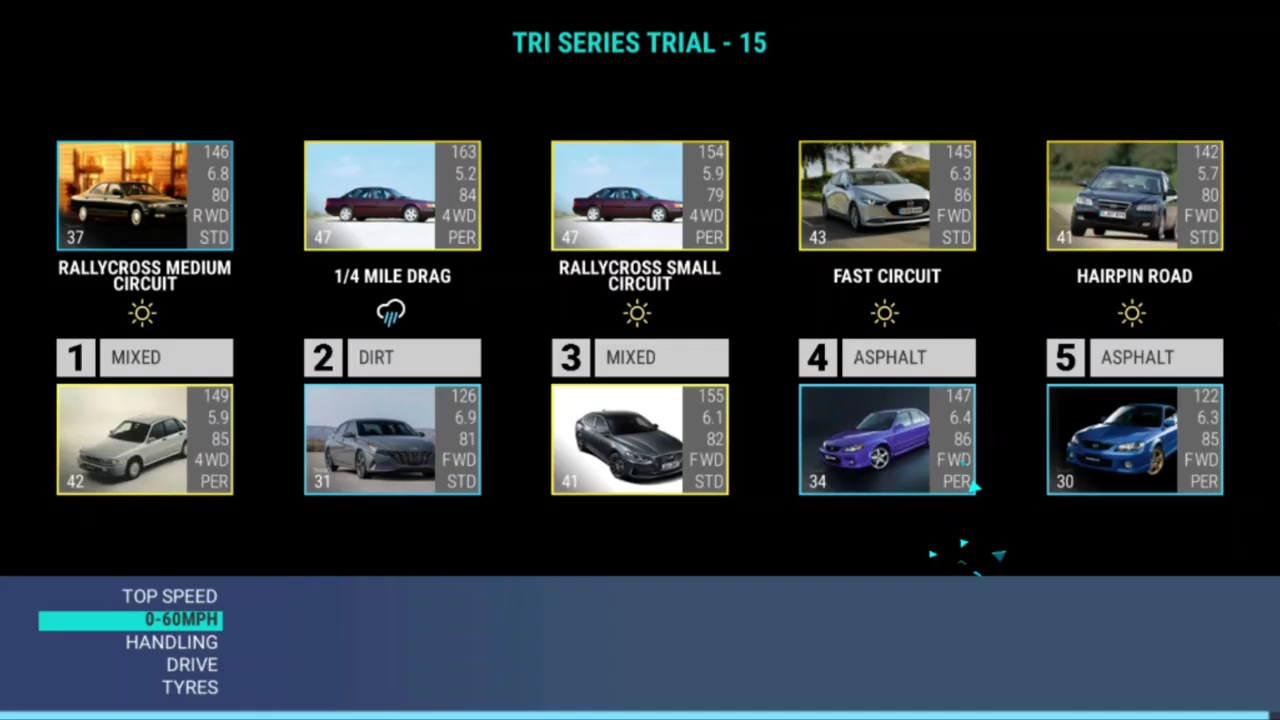 TRI SERIES TRIAL - 15
146
6.8
80
RWD
37
STD
163
5.2
84
4WD
47
PER
154
5.9
79
4WD
47
PER
145
6.3
86
FWD
43
STD
142
5.7
80
FWD
41
STD
RALLYCROSS MEDIUM
CIRCUIT
1/4 MILE DRAG
RALLYCROSS SMALL
CIRCUIT
FAST CIRCUIT
HAIRPIN ROAD
1 MIXED
2 DIRT
3 MIXED
4 ASPHALT
5 ASPHALT
149
5.9
85
4WD
42
PER
126
6.9
81
FWD
31
STD
155
6.1
82
FWD
41
STD
147
6.4
86
FWD
34
PER
122
6.3
85
FWD
30
PER
TOP SPEED
0-60MPH
HANDLING
DRIVE
TYRES